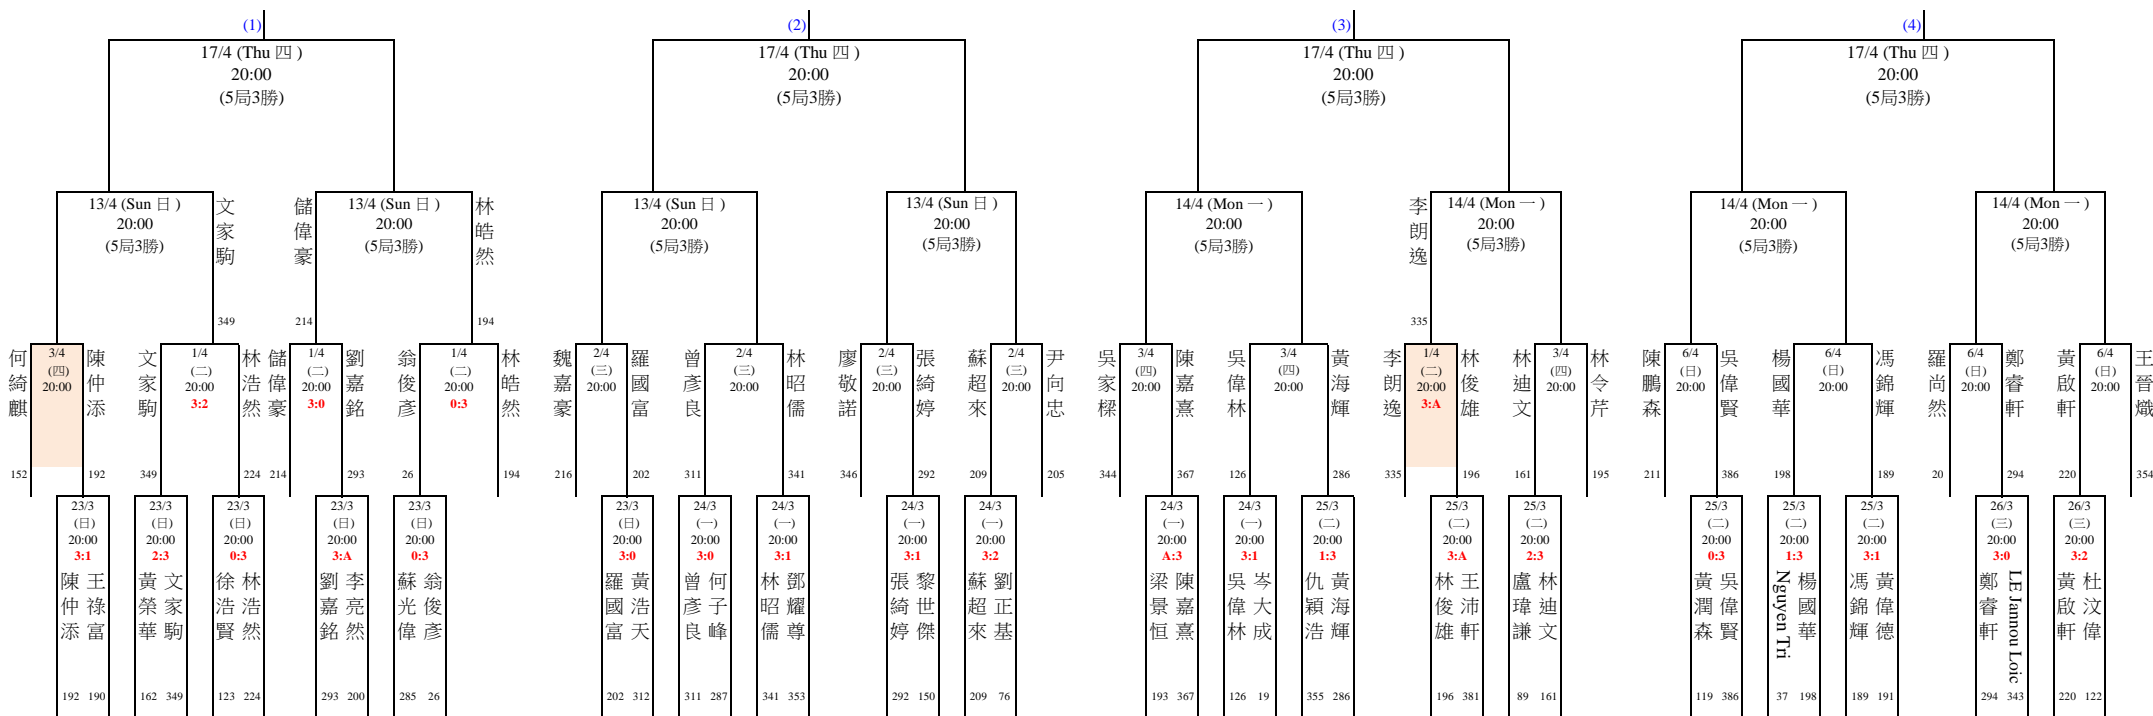 (1)
(2)
(3)
(4)
17/4 (Thu 四 )
20:00
(5局3勝)
17/4 (Thu 四 )
20:00
(5局3勝)
17/4 (Thu 四 )
20:00
(5局3勝)
17/4 (Thu 四 )
20:00
(5局3勝)
13/4 (Sun 日 )
20:00
(5局3勝)
文家駒
349
儲偉豪
214
13/4 (Sun 日 )
20:00
(5局3勝)
林皓然
194
13/4 (Sun 日 )
20:00
(5局3勝)
13/4 (Sun 日 )
20:00
(5局3勝)
14/4 (Mon 一 )
20:00
(5局3勝)
李朗逸
335
14/4 (Mon 一 )
20:00
(5局3勝)
14/4 (Mon 一 )
20:00
(5局3勝)
14/4 (Mon 一 )
20:00
(5局3勝)
何綺麒
152
3/4
(四)
20:00
陳仲添
192
文家駒
349
1/4
(二)
20:00
3:2
林浩然
224
儲偉豪
214
1/4
(二)
20:00
3:0
劉嘉銘
293
翁俊彥
26
1/4
(二)
20:00
0:3
林皓然
194
魏嘉豪
216
2/4
(三)
20:00
羅國富
202
曾彥良
311
2/4
(三)
20:00
林昭儒
341
廖敬諾
346
2/4
(三)
20:00
張綺婷
292
蘇超來
209
2/4
(三)
20:00
尹向忠
205
吳家樑
344
3/4
(四)
20:00
陳嘉熹
367
吳偉林
126
3/4
(四)
20:00
黃海輝
286
李朗逸
335
1/4
(二)
20:00
3:A
林俊雄
196
林迪文
161
3/4
(四)
20:00
林令芹
195
陳鵬森
211
6/4
(日)
20:00
吳偉賢
386
楊國華
198
6/4
(日)
20:00
馮錦輝
189
羅尚然
20
6/4
(日)
20:00
鄭睿軒
294
黃啟軒
220
6/4
(日)
20:00
王晉熾
354
23/3
(日)
20:00
3:1
陳仲添
王祿富
192 190
23/3
(日)
20:00
2:3
黃榮華
文家駒
162 349
23/3
(日)
20:00
0:3
徐浩賢
林浩然
123 224
23/3
(日)
20:00
3:A
劉嘉銘
李亮然
293 200
23/3
(日)
20:00
0:3
蘇光偉
翁俊彥
285 26
23/3
(日)
20:00
3:0
羅國富
黃浩天
202 312
24/3
(一)
20:00
3:0
曾彥良
何子峰
311 287
24/3
(一)
20:00
3:1
林昭儒
鄧耀尊
341 353
24/3
(一)
20:00
3:1
張綺婷
黎世傑
292 150
24/3
(一)
20:00
3:2
蘇超來
劉正基
209 76
24/3
(一)
20:00
A:3
梁景恒
陳嘉熹
193 367
24/3
(一)
20:00
3:1
吳偉林
岑大成
126 19
25/3
(二)
20:00
1:3
仇穎浩
黃海輝
355 286
25/3
(二)
20:00
3:A
林俊雄
王沛軒
196 381
25/3
(二)
20:00
2:3
盧瑋謙
林迪文
89 161
25/3
(二)
20:00
0:3
黃潤森
吳偉賢
119 386
25/3
(二)
20:00
1:3
Nguyen Tri
楊國華
37 198
25/3
(二)
20:00
3:1
馮錦輝
黃偉德
189 191
26/3
(三)
20:00
3:0
鄭睿軒
LE Jannou Loic
294 343
26/3
(三)
20:00
3:2
黃啟軒
杜汶偉
220 122